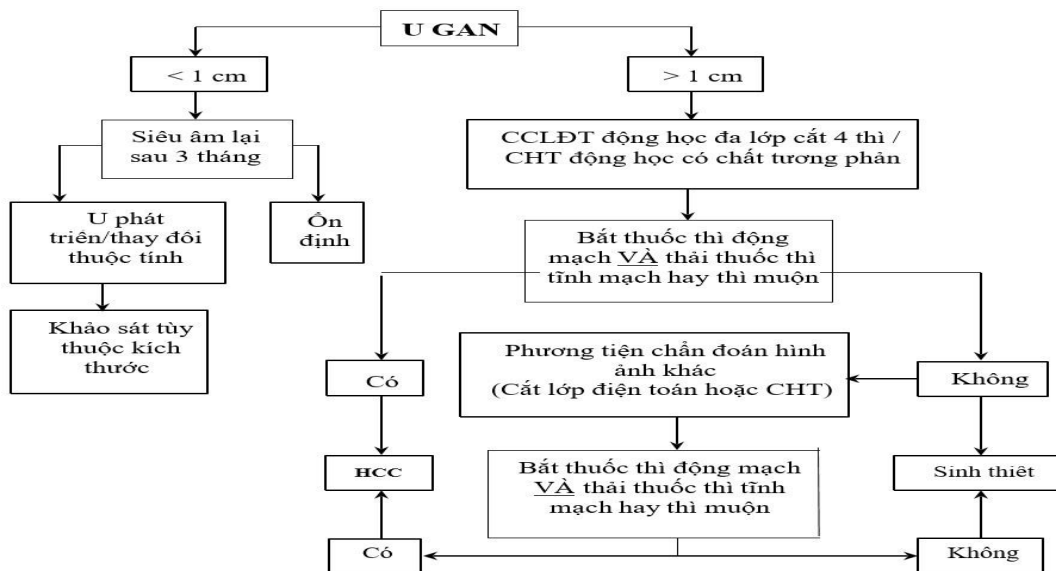 U GAN
< 1 cm
> 1 cm
Siêu âm lại
sau 3 tháng
CCLĐT động học đa lớp cắt 4 thì /
CHT động học có chất tương phản
U phát
triển/thay đổi
thuộc tính
Ổn
định
Bắt thuốc thì động
mạch VÀ thải thuốc thì
tĩnh mạch hay thì muộn
Khảo sát tùy
thuộc kích
thước
Có
Phương tiện chẩn đoán hình
ảnh khác
(Cắt lớp điện toán hoặc CHT)
Không
HCC
Bắt thuốc thì động mạch
VÀ thải thuốc thì tĩnh
mạch hay thì muộn
Sinh thiết
Có
Không